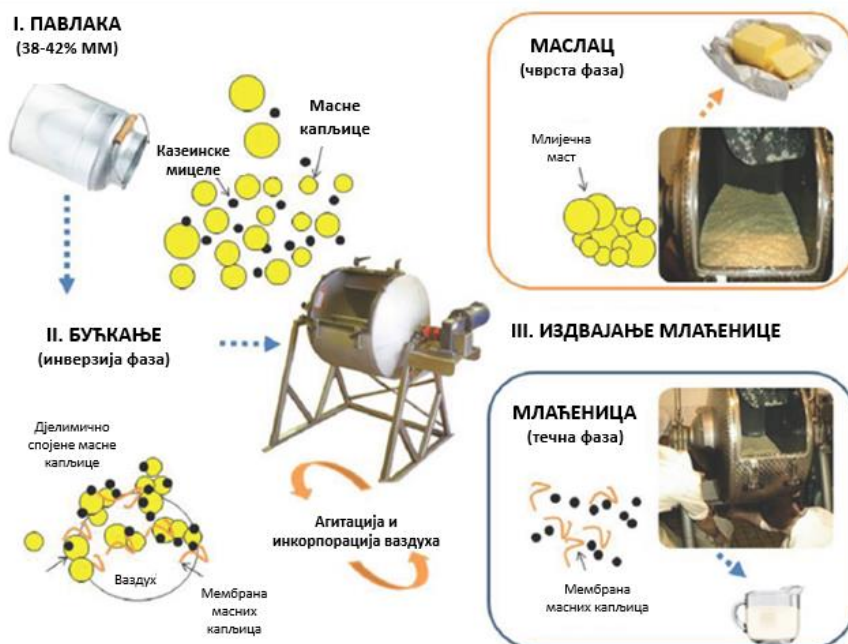 I. ПАВЛАКА
(38-42% ММ)
Масне
капљице
Казеинске
мицеле
МАСЛАЦ
(чврста фаза)
Млијечна
маст
II. БУЋКАЊЕ
(инверзија фаза)
Дјелимично
спојене масне
капљице
Ваздух
Мембрана
масних
капљица
Агитација и
инкорпорација ваздуха
III. ИЗДВАЈАЊЕ МЛАЋЕНИЦЕ
МЛАЋЕНИЦА
(течна фаза)
Мембрана
масних капљица